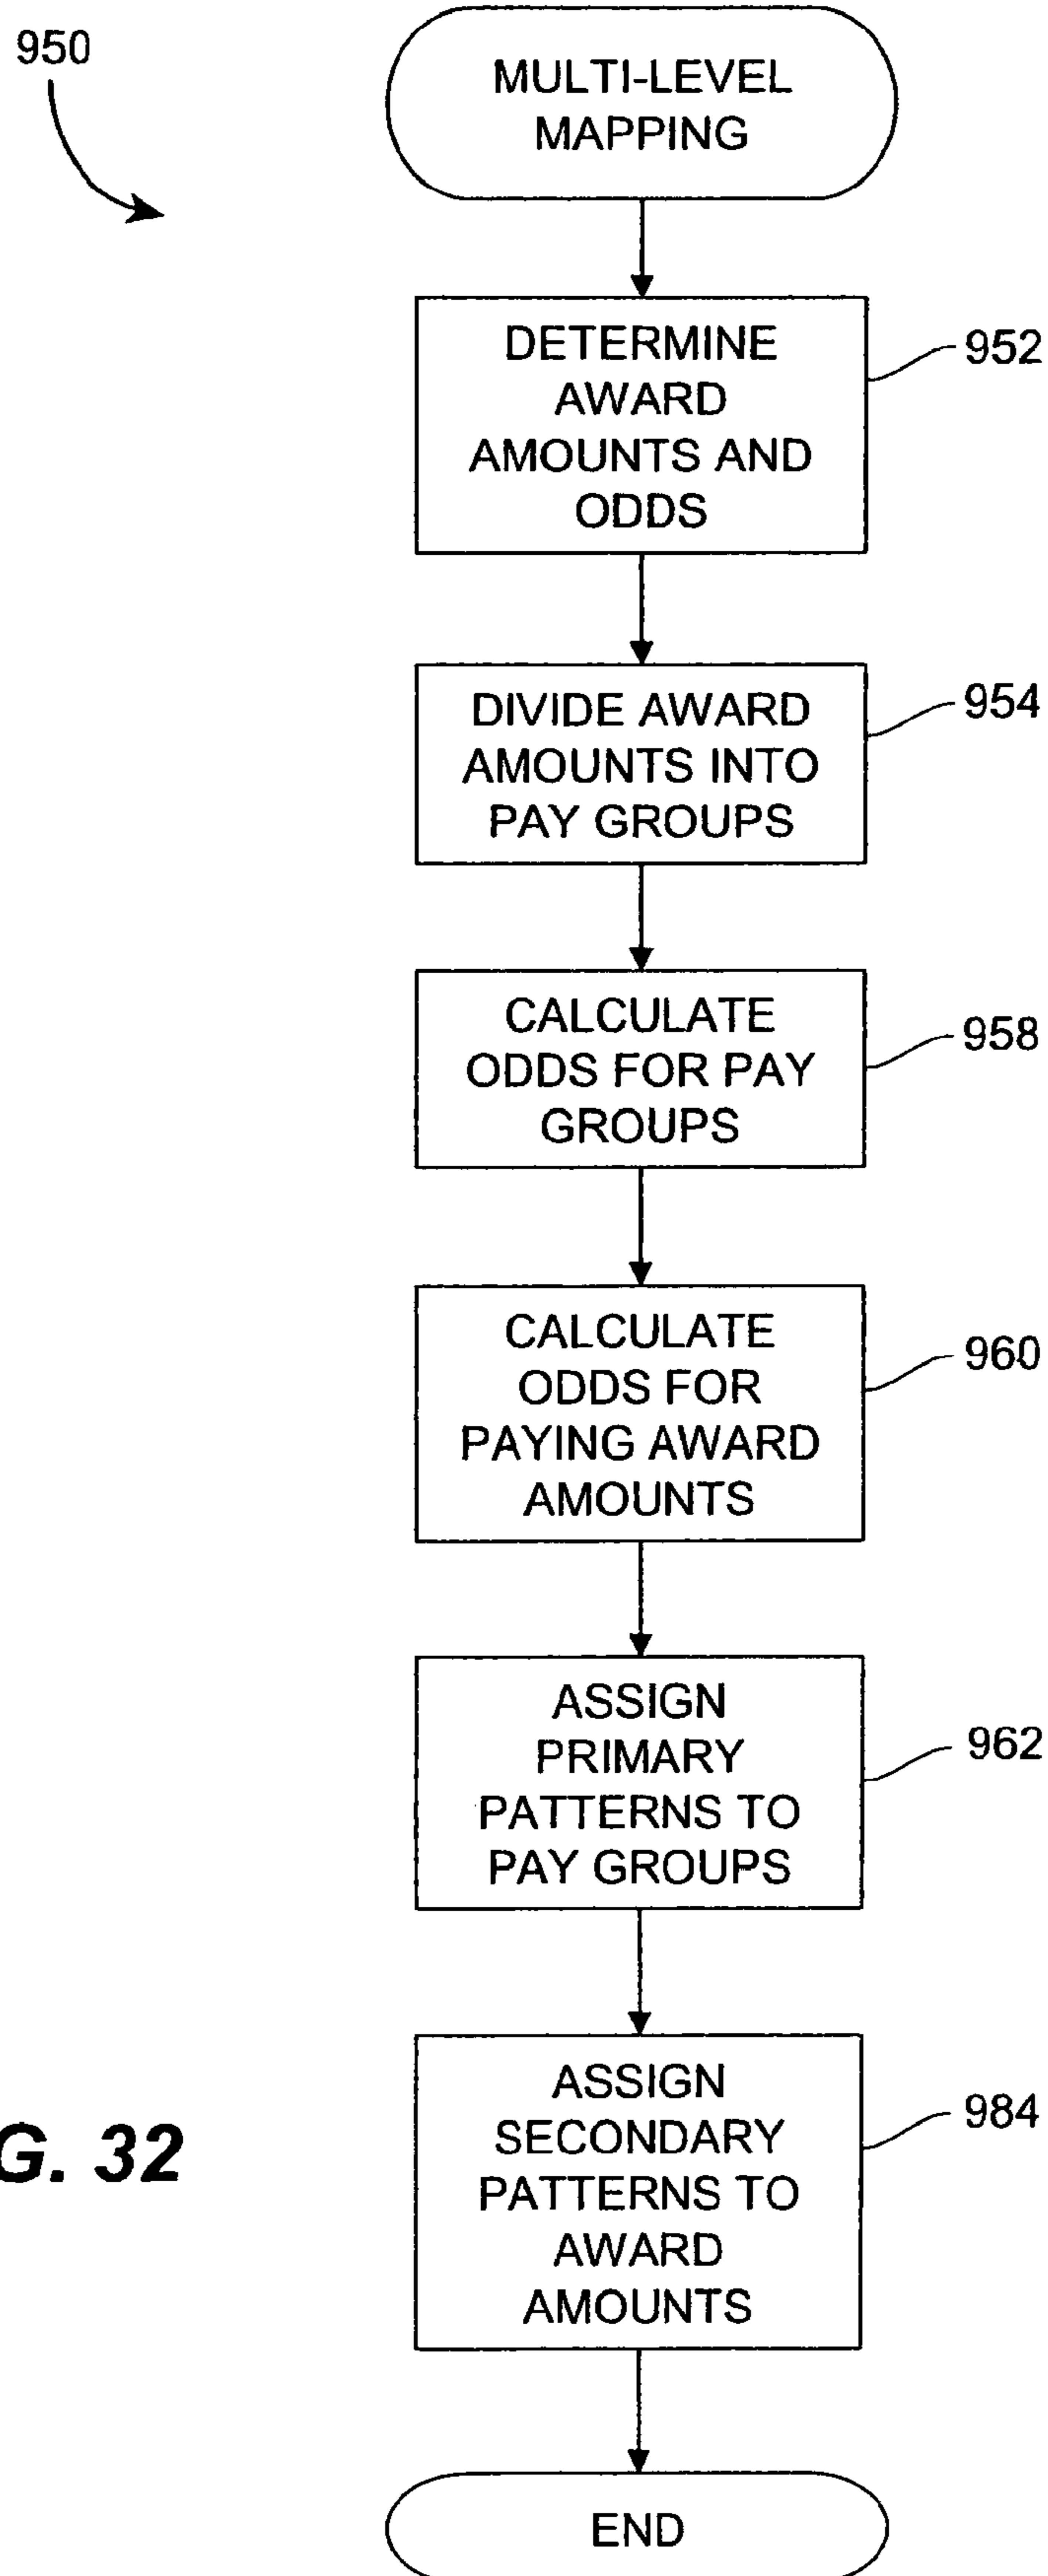 950
MULTI-LEVEL
MAPPING
DETERMINE
AWARD
AMOUNTS AND
ODDS
952
DIVIDE AWARD
AMOUNTS INTO
PAY GROUPS
954
CALCULATE
ODDS FOR PAY
GROUPS
958
CALCULATE
ODDS FOR
PAYING AWARD
AMOUNTS
960
ASSIGN
PRIMARY
PATTERNS TO
PAY GROUPS
962
ASSIGN
SECONDARY
PATTERNS TO
AWARD
AMOUNTS
984
G. 32
END